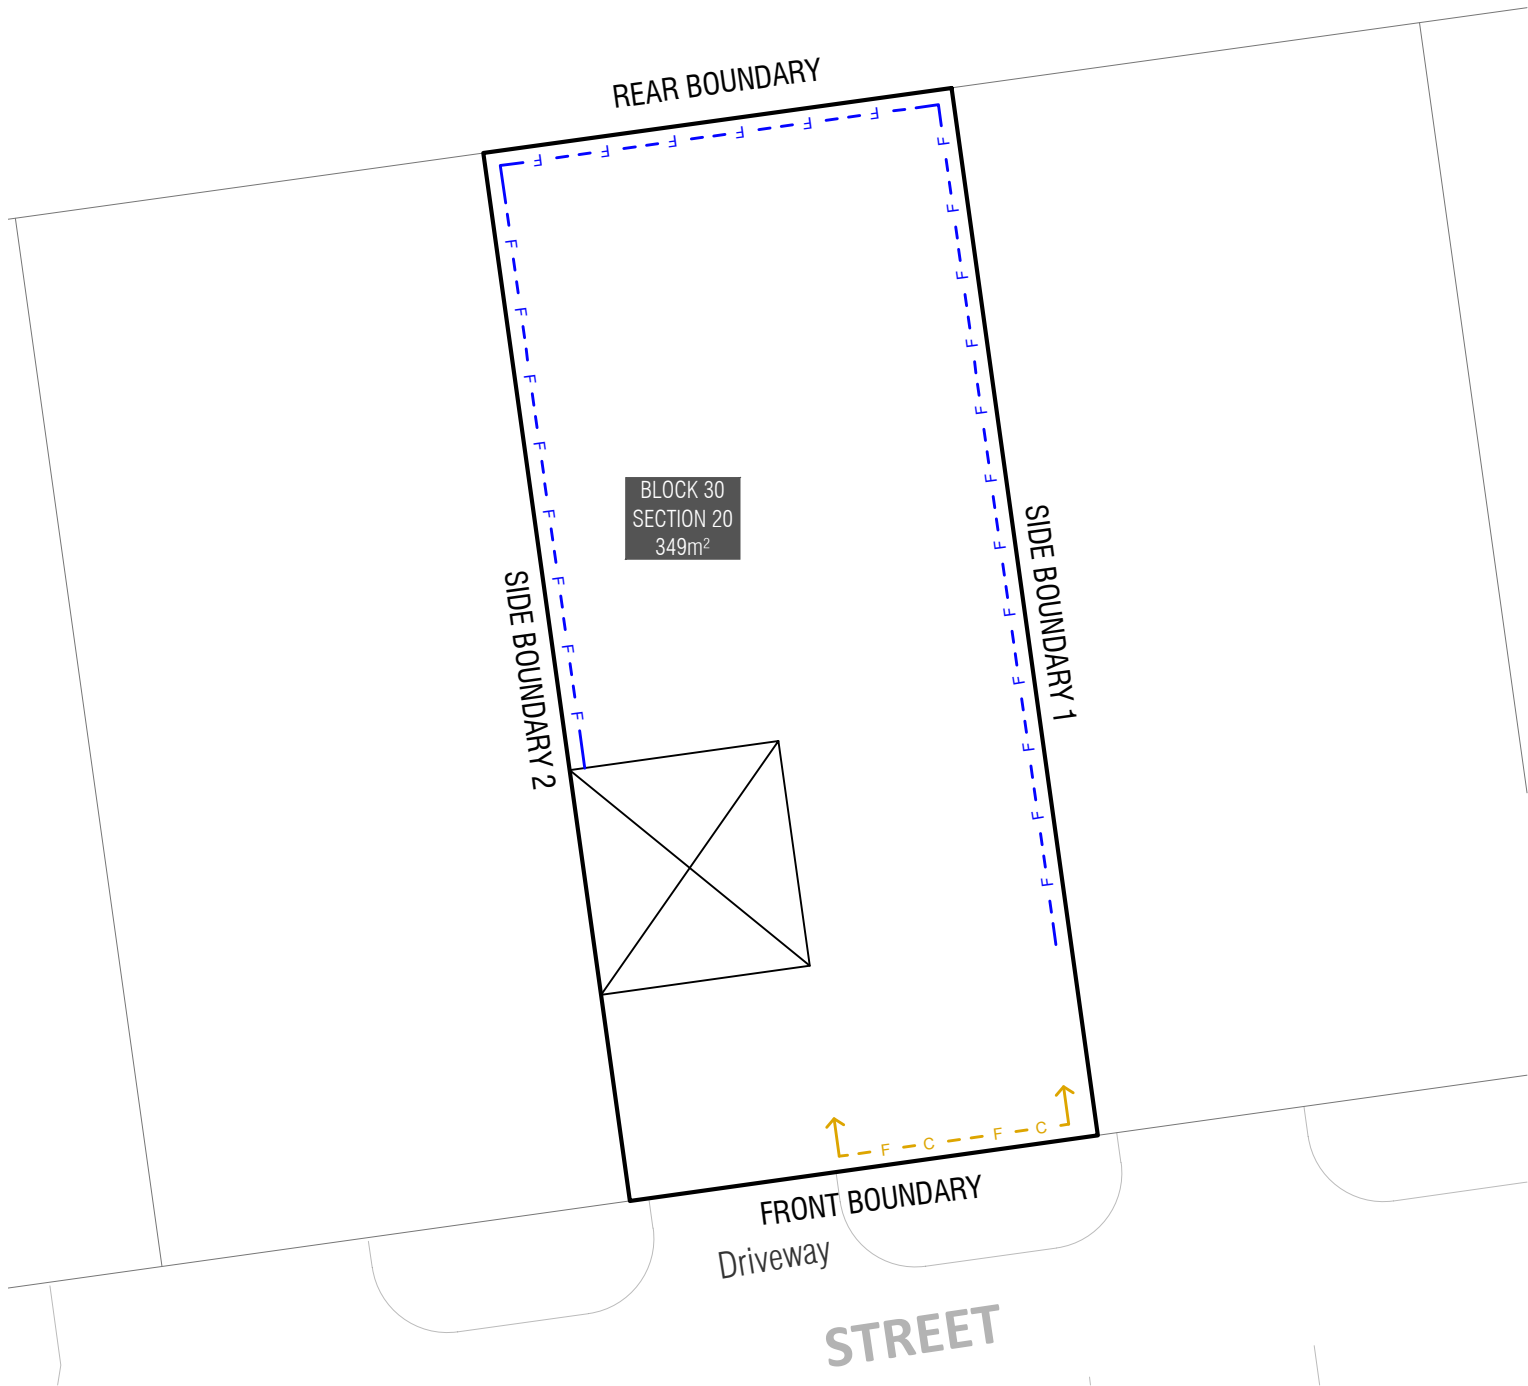 REAR BOUNDARY
F F F F F F
F F F F F F F F
F F F F F F F F F F F F
BLOCK 30
SECTION 20
349m²
SIDE BOUNDARY 1
SIDE BOUNDARY 2
F C F C
FRONT BOUNDARY
Driveway
STREET